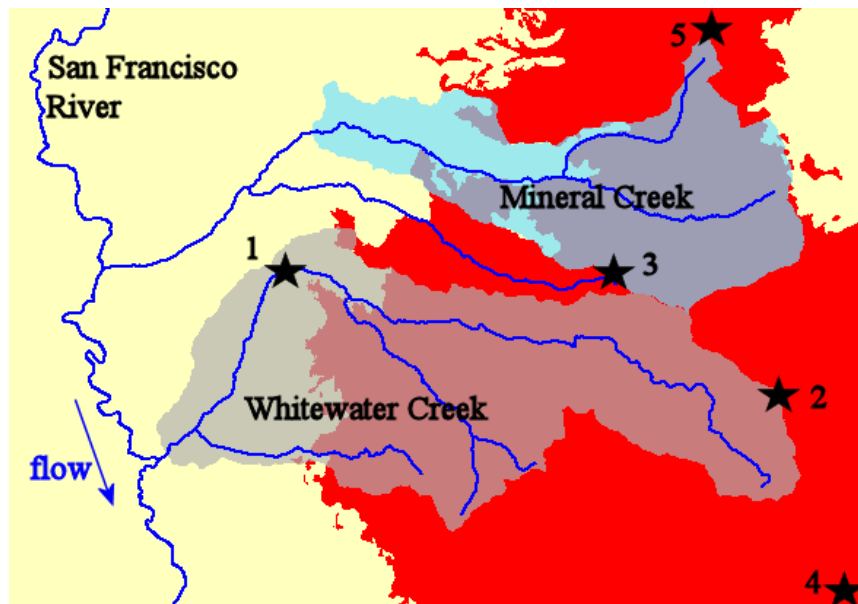 San Francisco
River
5
Mineral Creek
1
3
Whitewater Creek
2
flow
4